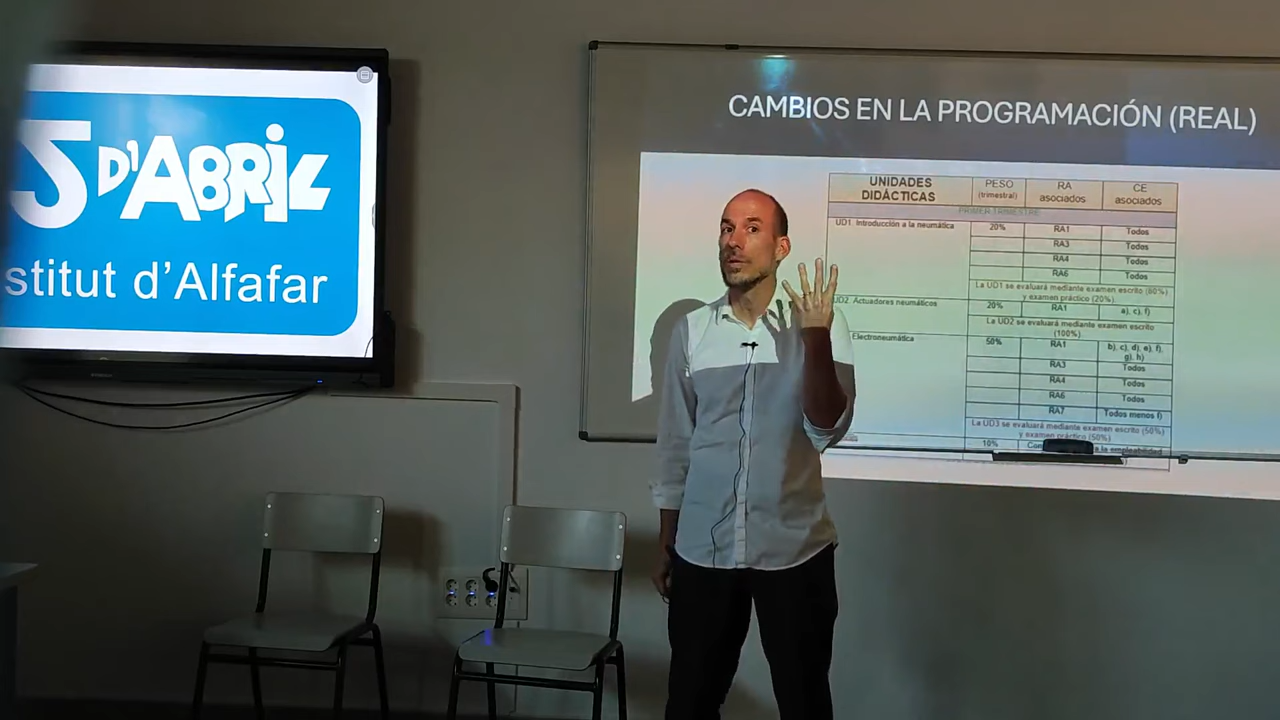 5 D'ABRIL
stitut d'Alfafar
CAMBIOS EN LA PROGRAMACIÓN (REAL)
UNIDADES DIDÁCTICAS
PESO (trimestral)
RA asociados
CE asociados
PRIMER TRIMESTRE
UD1. Introducción a la neumática
20%
RA1
Todos
RA3
Todos
RA4
Todos
RA6
Todos
La UD1 se evaluará mediante examen escrito (80%)
y examen práctico (20%).
UD2. Actuadores neumáticos
20%
RA1
a), c), f)
La UD2 se evaluará mediante examen escrito
(100%)
Electroneumática
50%
RA1
b), c), d), e), f),
g), h)
RA3
Todos
RA4
Todos
RA6
Todos
RA7
Todos menos f)
La UD3 se evaluará mediante examen escrito (50%)
y examen práctico (50%)
10%
a la empleabilidad